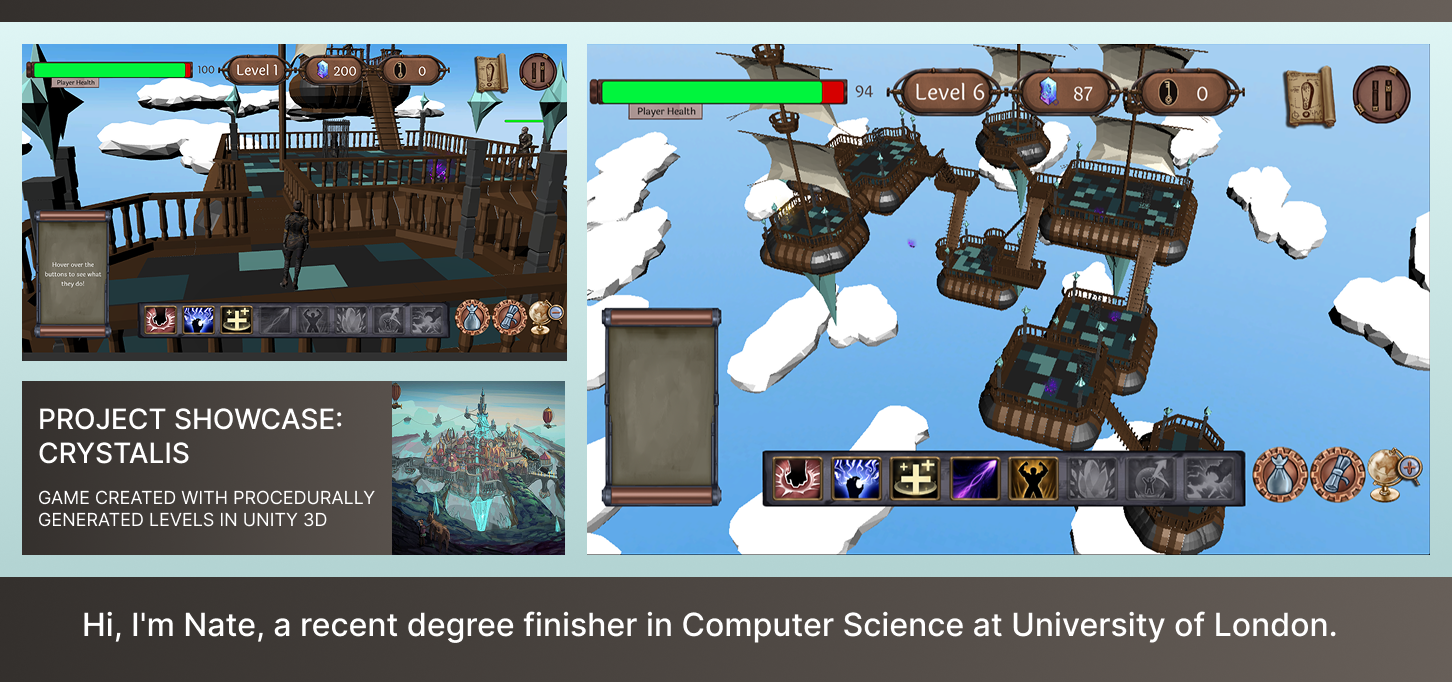 100
Level 1
200
0
Player Health
Hover over the
buttons to see what
they do!
94
Level 6
87
0
Player Health
PROJECT SHOWCASE:
CRYSTALIS
GAME CREATED WITH PROCEDURALLY
GENERATED LEVELS IN UNITY 3D
Hi, I'm Nate, a recent degree finisher in Computer Science at University of London.